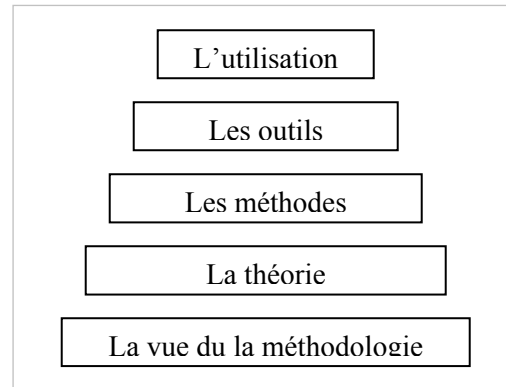 L’utilisation
Les outils
Les méthodes
La théorie
La vue du la méthodologie